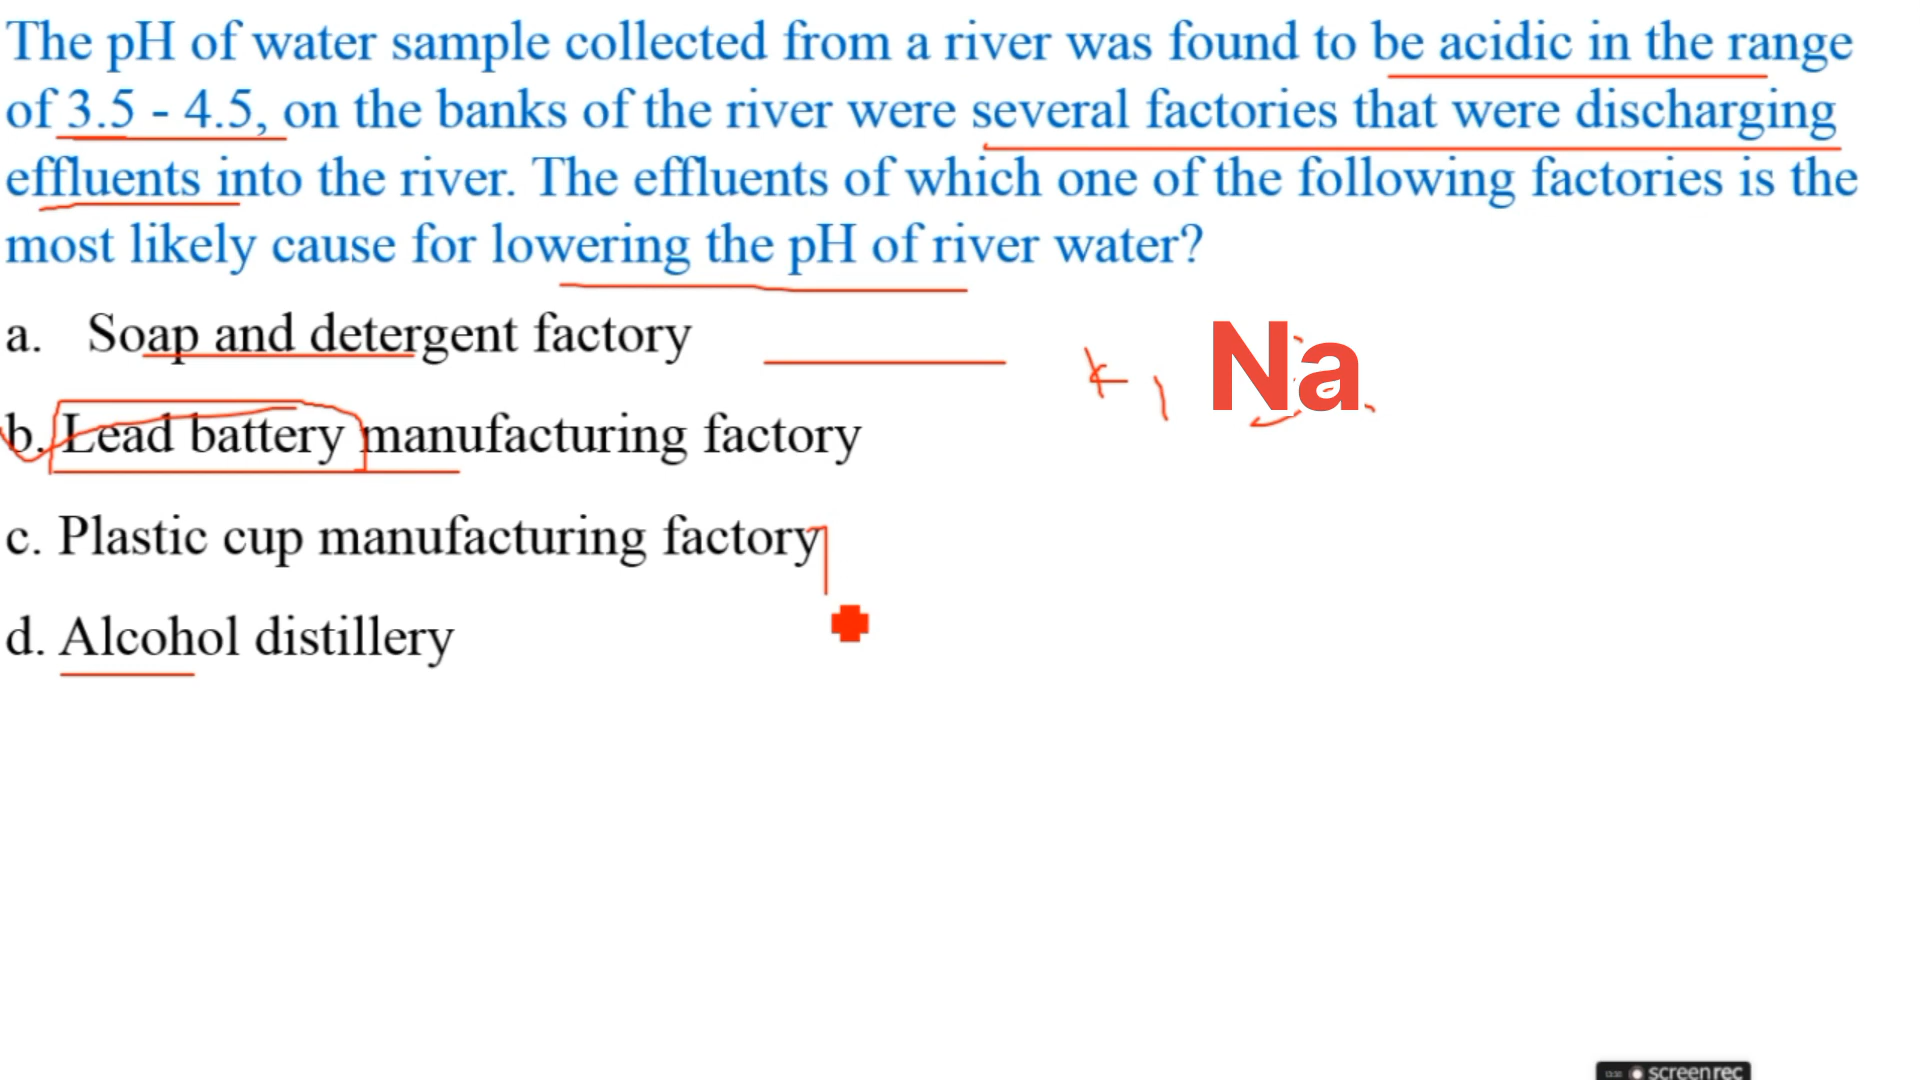 The pH of water sample collected from a river was found to be acidic in the range
of 3.5 - 4.5, on the banks of the river were several factories that were discharging
effluents into the river. The effluents of which one of the following factories is the
most likely cause for lowering the pH of river water?
a. Soap and detergent factory
Na
b. Lead battery manufacturing factory
c. Plastic cup manufacturing factory
d. Alcohol distillery
screenrec